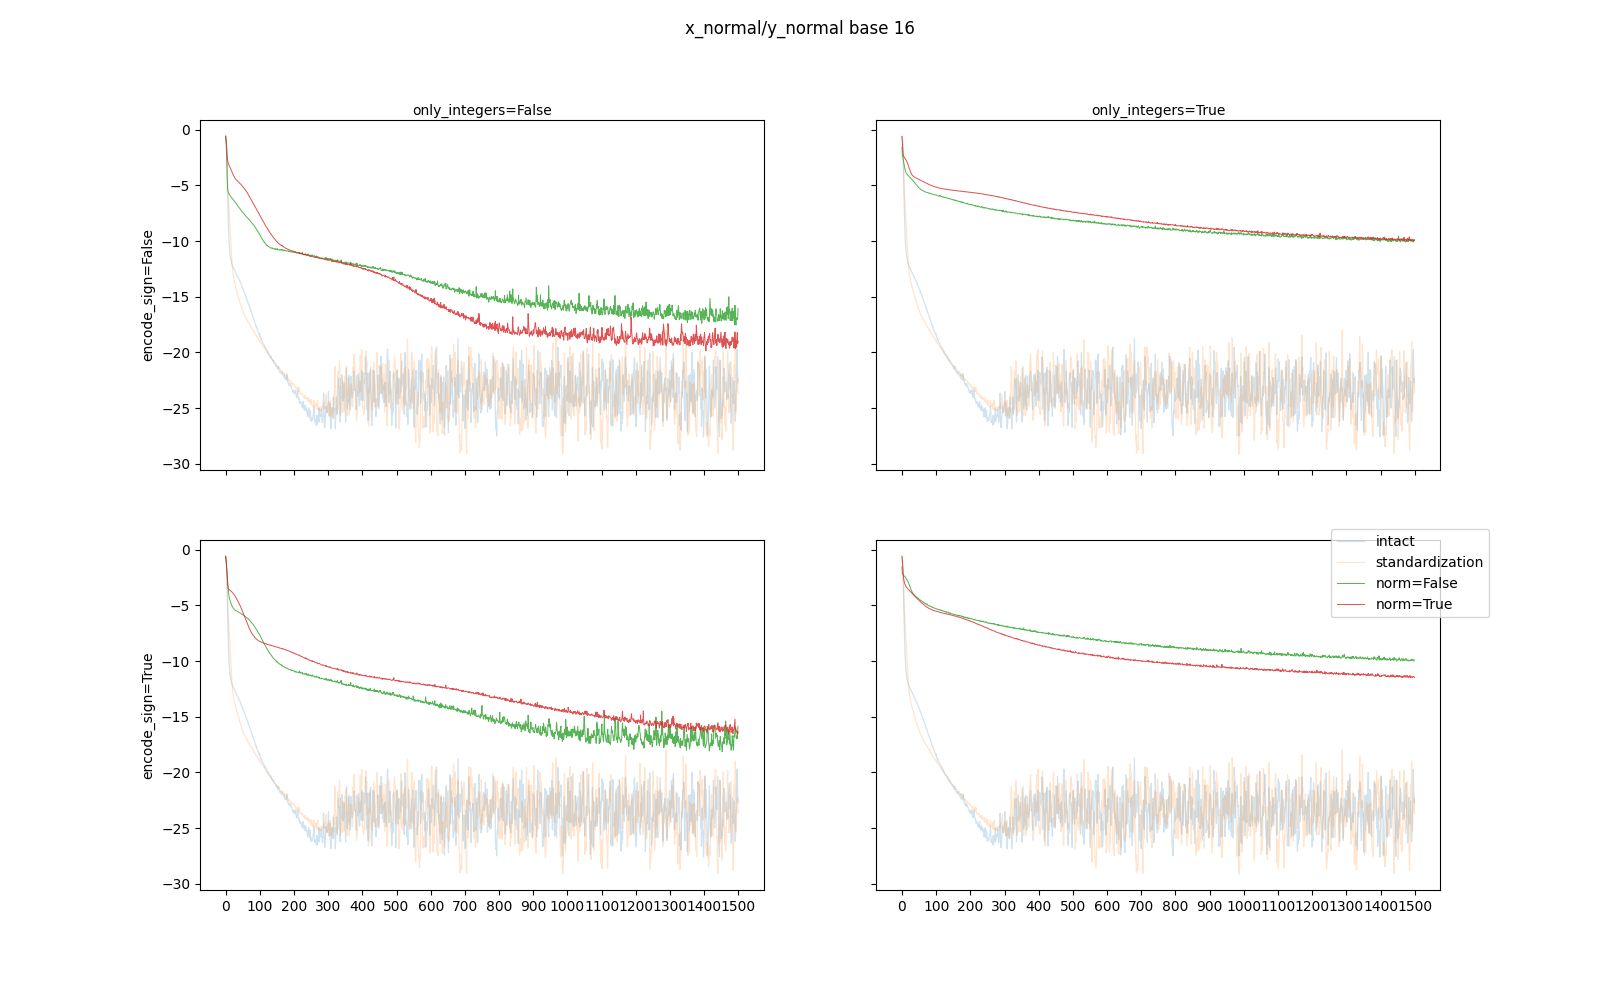 x_normal/y_normal base 16
only_integers=False
only_integers=True
encode_sign=False
0
−5
−10
−15
−20
−25
−30
encode_sign=True
0
−5
−10
−15
−20
−25
−30
0 100 200 300 400 500 600 700 800 900 1000 1100 1200 1300 1400 1500
intact
standardization
norm=False
norm=True
0 100 200 300 400 500 600 700 800 900 1000 1100 1200 1300 1400 1500